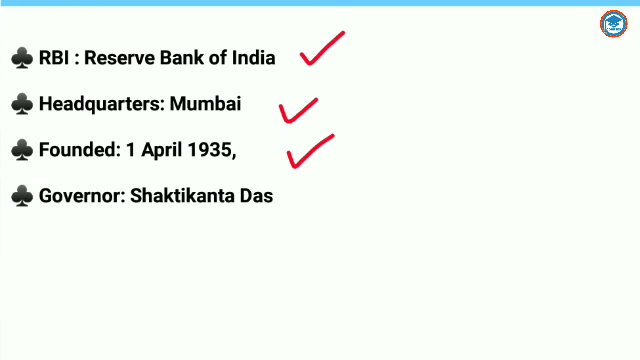 ♣ RBI : Reserve Bank of India
♣ Headquarters: Mumbai
♣ Founded: 1 April 1935,
♣ Governor: Shaktikanta Das